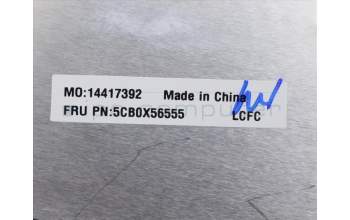 MO:14417392 Made in China
FRU PN:5CB0X56555 LCFC